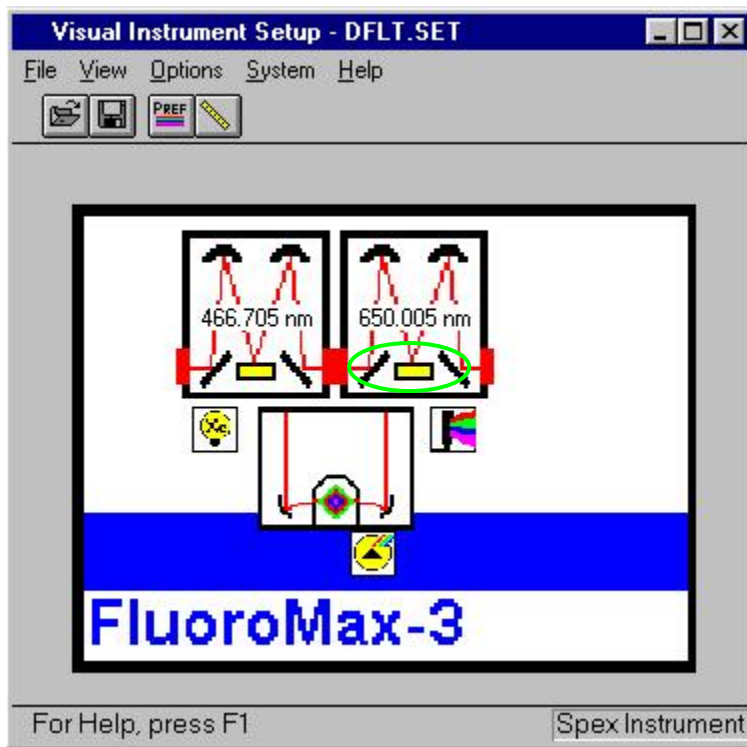 Visual Instrument Setup - DFLT.SET
File View Options System Help
PREF
466.705 nm 650.005 nm
Xe
FluoroMax-3
For Help, press F1 Spex Instrument